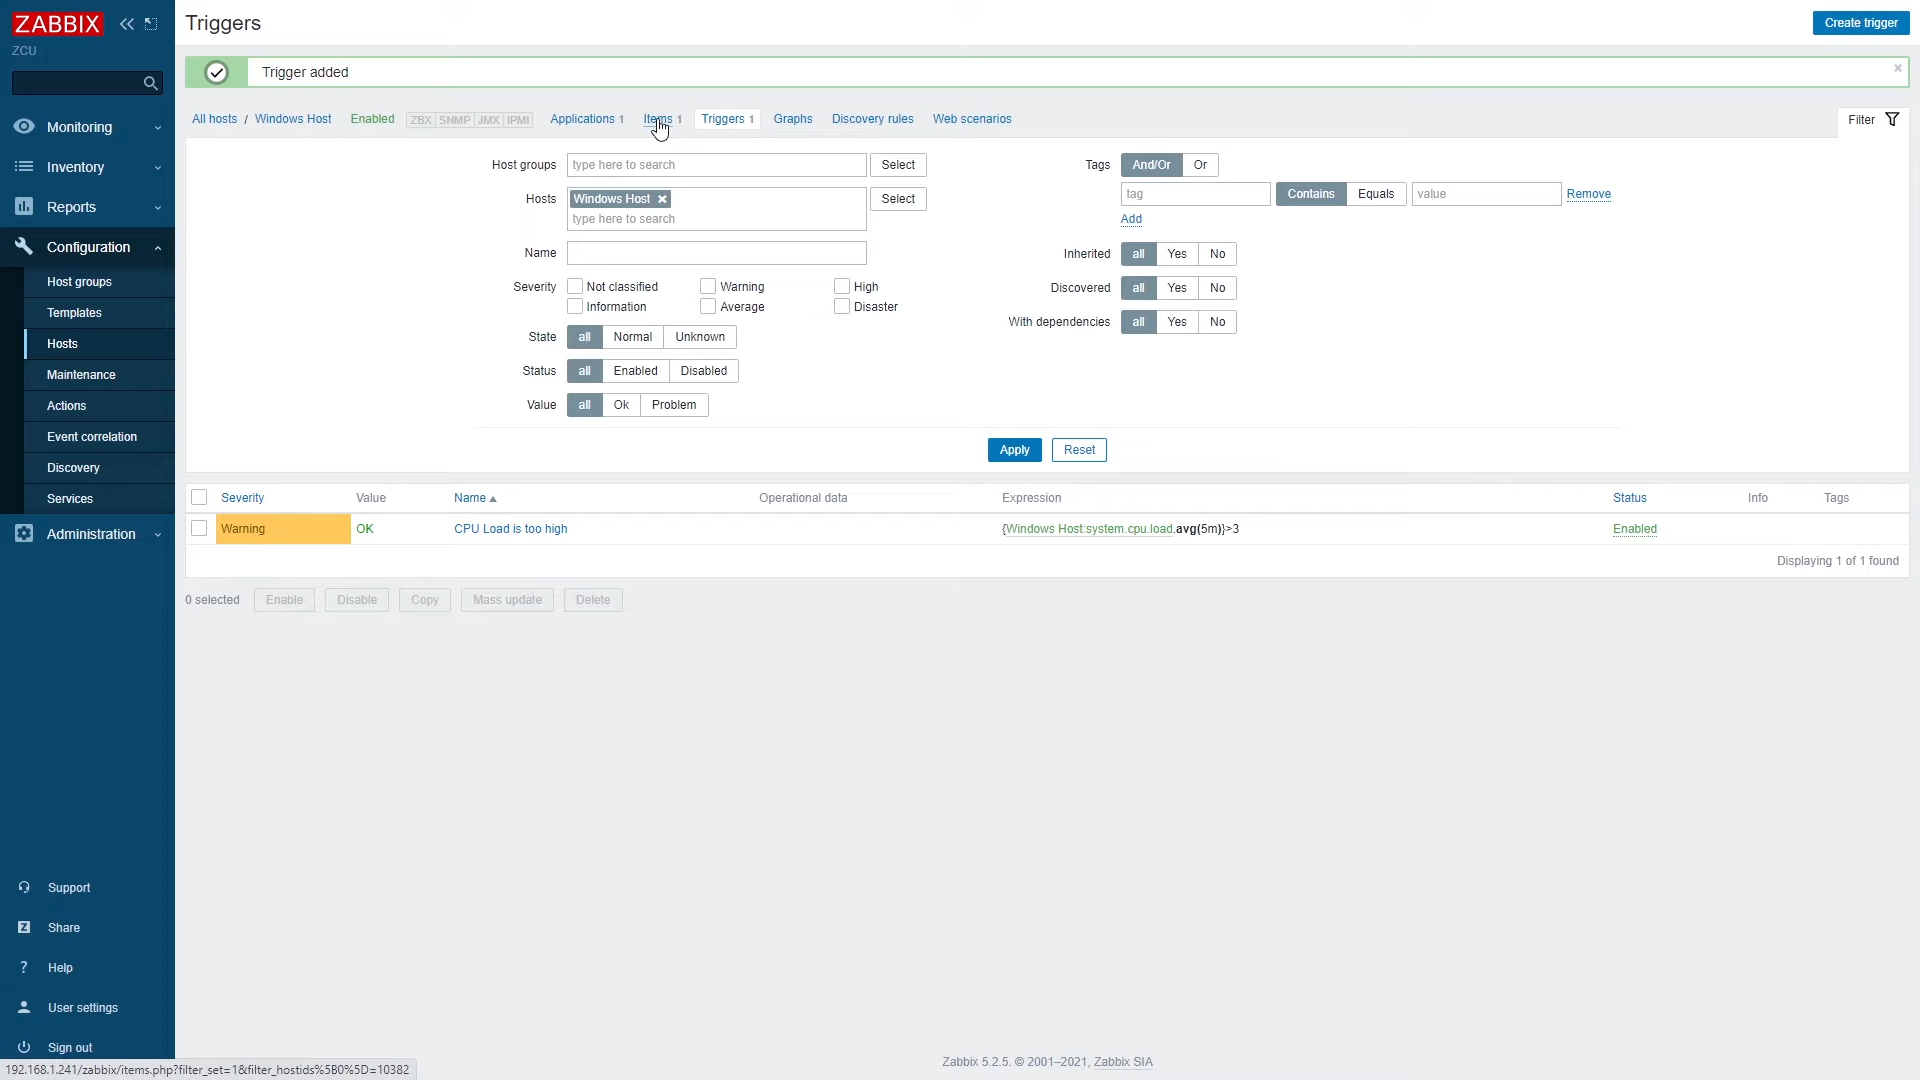 ZABBIX
ZCU
Monitoring
Inventory
Reports
Configuration
Host groups
Templates
Hosts
Maintenance
Actions
Event correlation
Discovery
Services
Administration
Support
Share
Help
User settings
Sign out
Triggers
Create trigger
Trigger added
All hosts / Windows Host Enabled ZBX SNMP JMX IPMI Applications 1 Items 1 Triggers 1 Graphs Discovery rules Web scenarios
Filter
Host groups type here to search Select
Hosts Windows Host Select
type here to search
Name
Severity Not classified Warning High
Information Average Disaster
State all Normal Unknown
Status all Enabled Disabled
Value all Ok Problem
Tags And/Or Or
tag Contains Equals value Remove
Add
Inherited all Yes No
Discovered all Yes No
With dependencies all Yes No
Apply Reset
Severity Value Name Operational data Expression Status Info Tags
Warning OK CPU Load is too high {Windows Host:system.cpu.load.avg(5m)}>3 Enabled
Displaying 1 of 1 found
0 selected Enable Disable Copy Mass update Delete
Zabbix 5.2.5. © 2001–2021, Zabbix SIA
192.168.1.241/zabbix/items.php?filter_set=1&filter_hostids%5B0%5D=10382